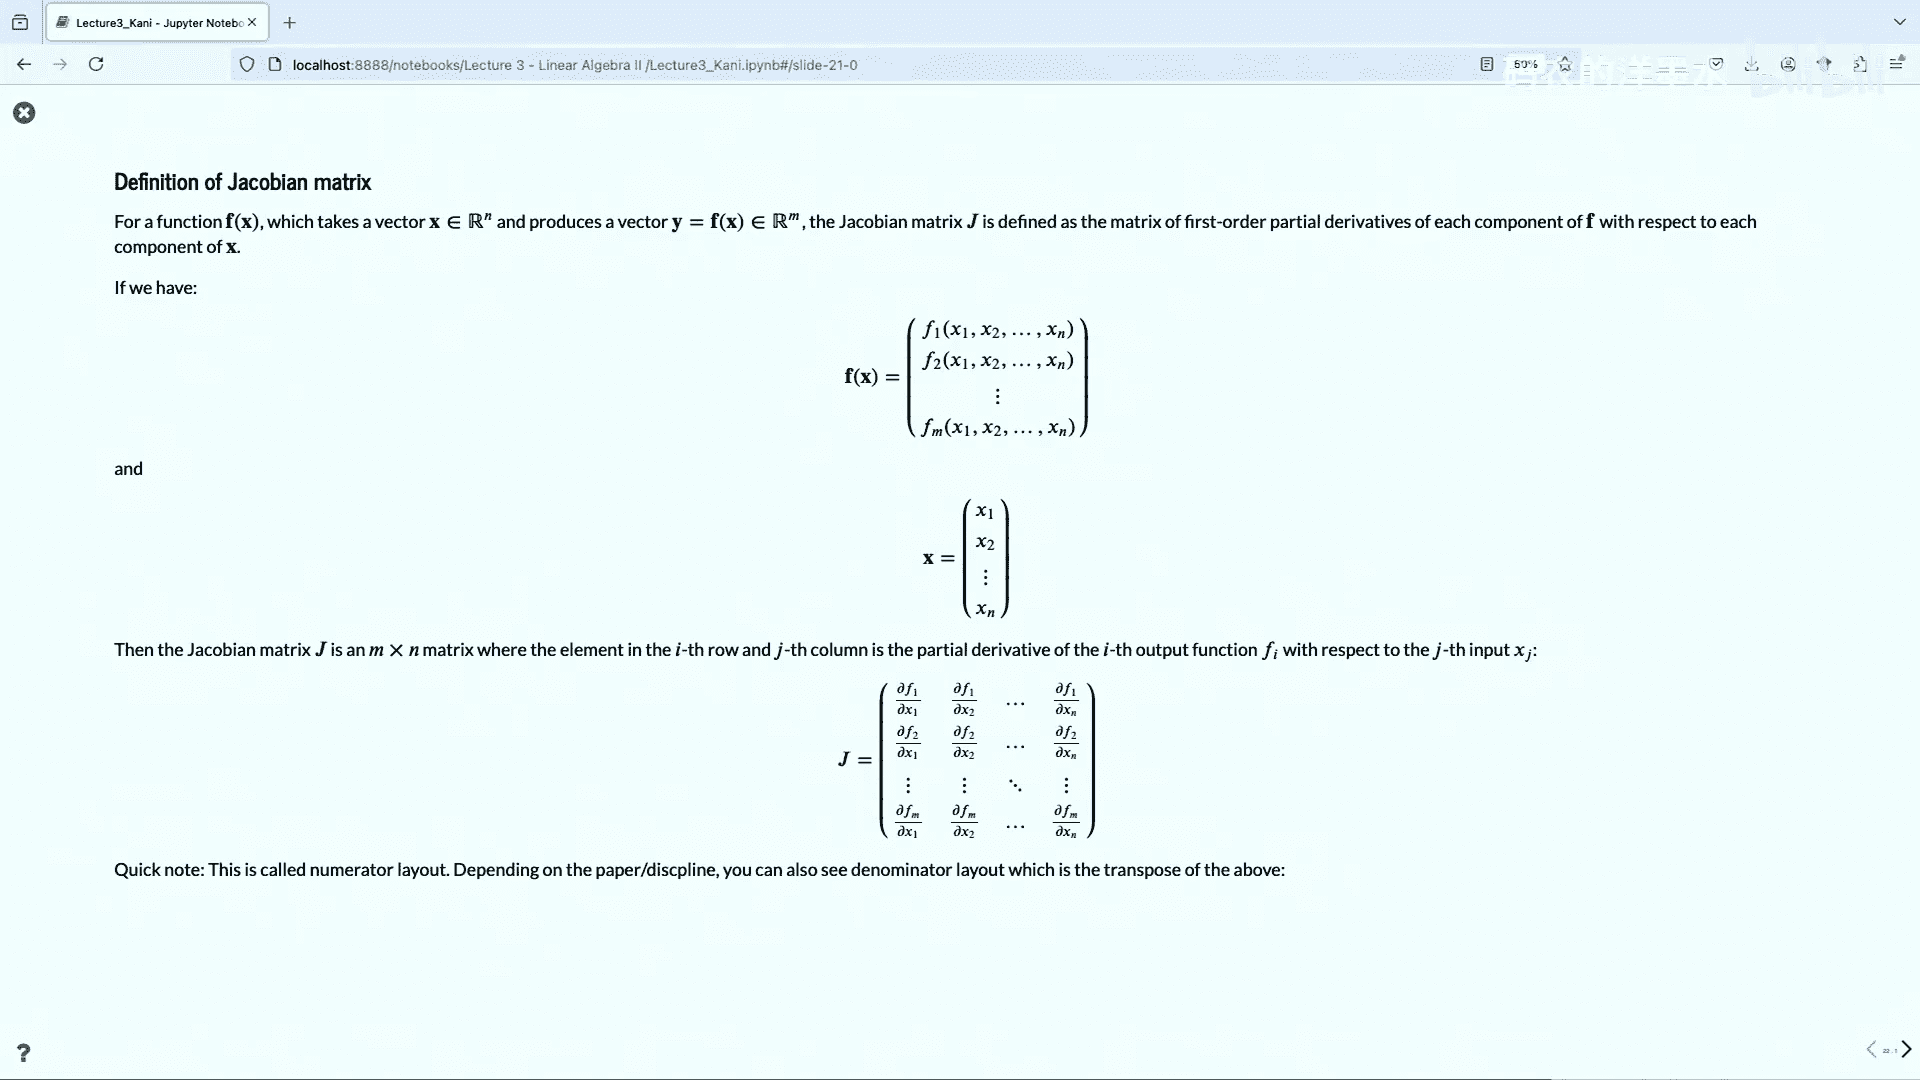 Lecture3_Kani - Jupyter Notebo
localhost:8888/notebooks/Lecture 3 - Linear Algebra II /Lecture3_Kani.ipynb#/slide-21-0
Definition of Jacobian matrix
For a function f(x), which takes a vector x ∈ ℝⁿ and produces a vector y = f(x) ∈ ℝᵐ, the Jacobian matrix J is defined as the matrix of first-order partial derivatives of each component of f with respect to each
component of x.
If we have:
f(x) = ( f₁(x₁, x₂, …, xₙ)
f₂(x₁, x₂, …, xₙ)
⋮
fₘ(x₁, x₂, …, xₙ) )
and
x = ( x₁
x₂
⋮
xₙ )
Then the Jacobian matrix J is an m × n matrix where the element in the i-th row and j-th column is the partial derivative of the i-th output function fᵢ with respect to the j-th input xⱼ:
J = ( ∂f₁/∂x₁ ∂f₁/∂x₂ … ∂f₁/∂xₙ
∂f₂/∂x₁ ∂f₂/∂x₂ … ∂f₂/∂xₙ
⋮ ⋮ ⋱ ⋮
∂fₘ/∂x₁ ∂fₘ/∂x₂ … ∂fₘ/∂xₙ )
Quick note: This is called numerator layout. Depending on the paper/discpline, you can also see denominator layout which is the transpose of the above:
?